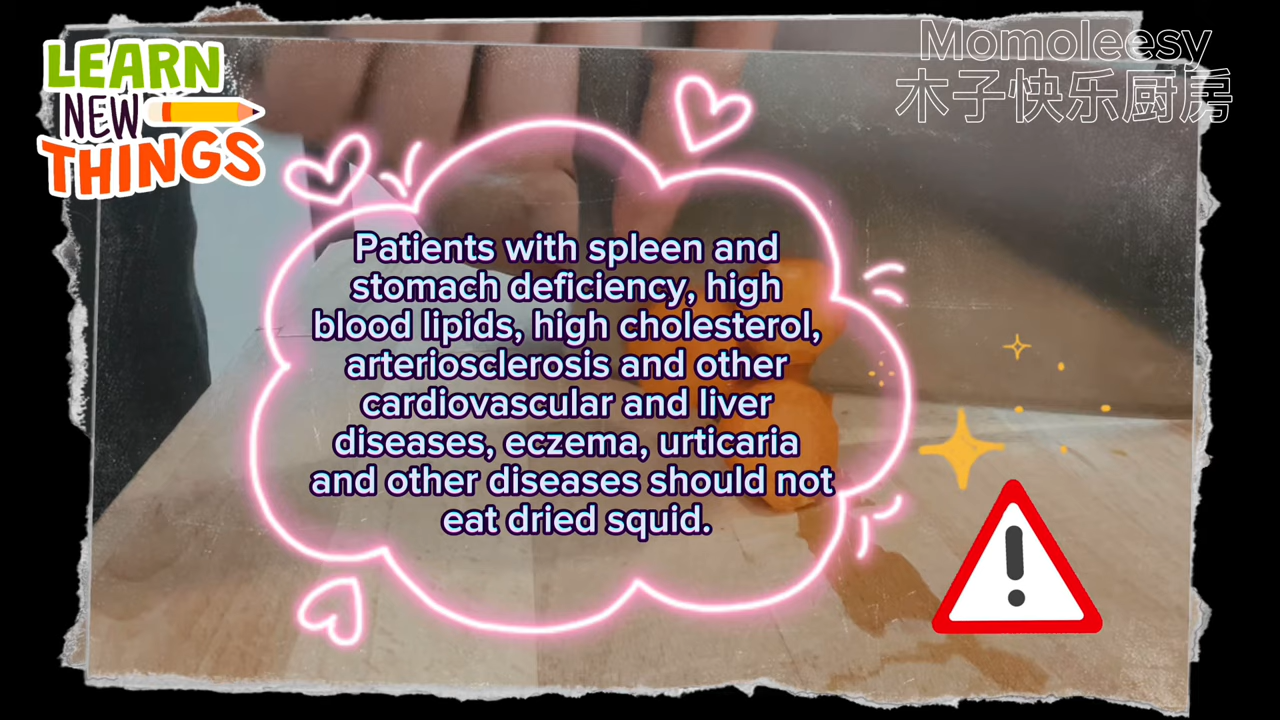 LEARN
NEW
THINGS
Momoleesy
木子快乐厨房
Patients with spleen and
stomach deficiency, high
blood lipids, high cholesterol,
arteriosclerosis and other
cardiovascular and liver
diseases, eczema, urticaria
and other diseases should not
eat dried squid.